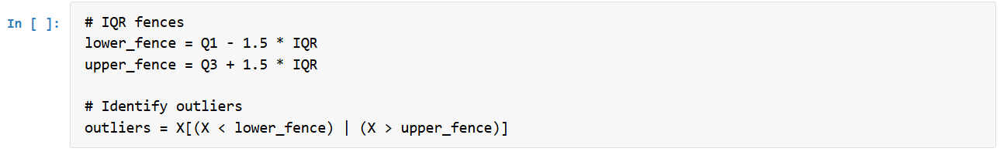 In [ ]:
# IQR fences
lower_fence = Q1 - 1.5 * IQR
upper_fence = Q3 + 1.5 * IQR

# Identify outliers
outliers = X[(X < lower_fence) | (X > upper_fence)]